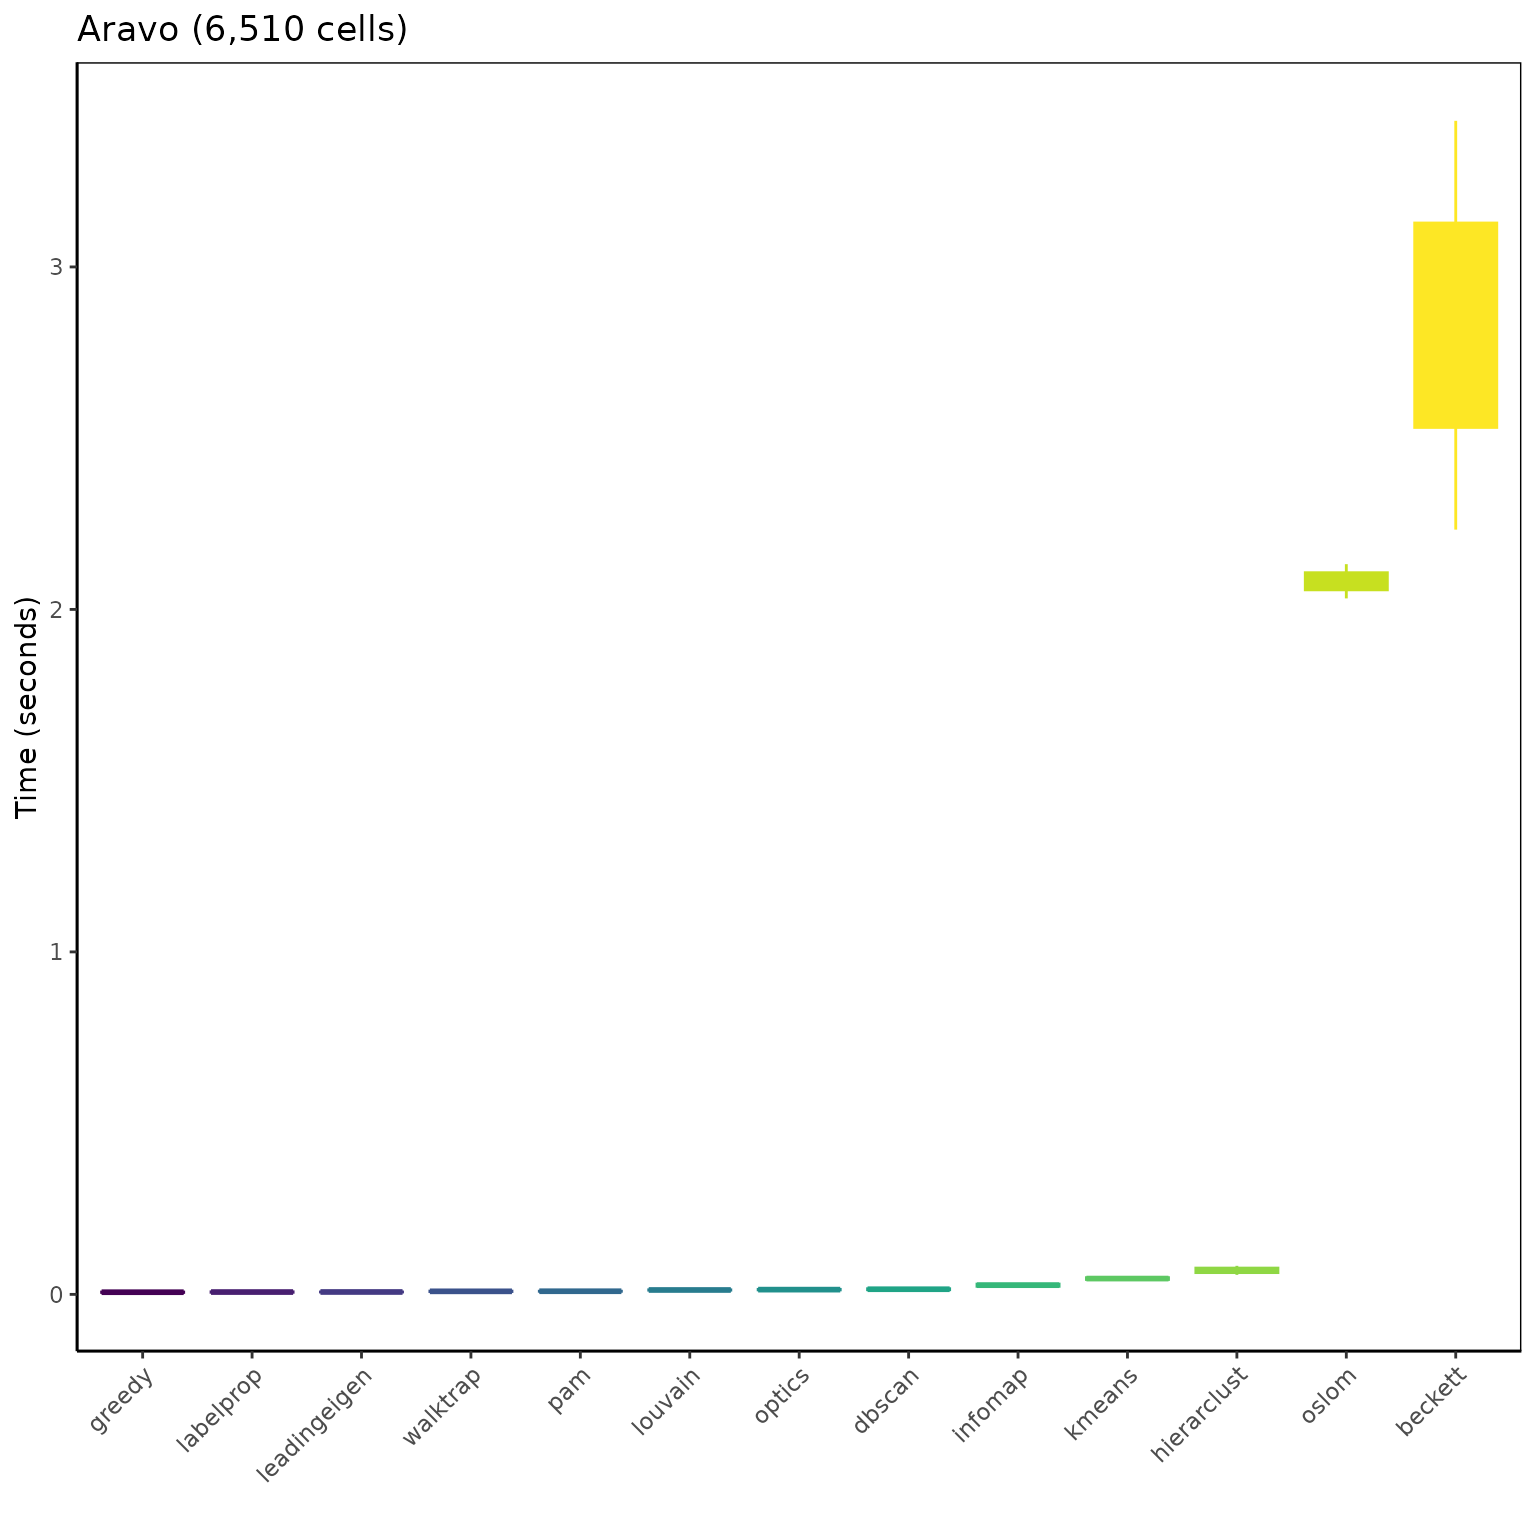 Aravo (6,510 cells)
Time (seconds)
3
2
1
0
greedy
labelprop
leadingeigen
walktrap
pam
louvain
optics
dbscan
infomap
kmeans
hierarclust
oslom
beckett